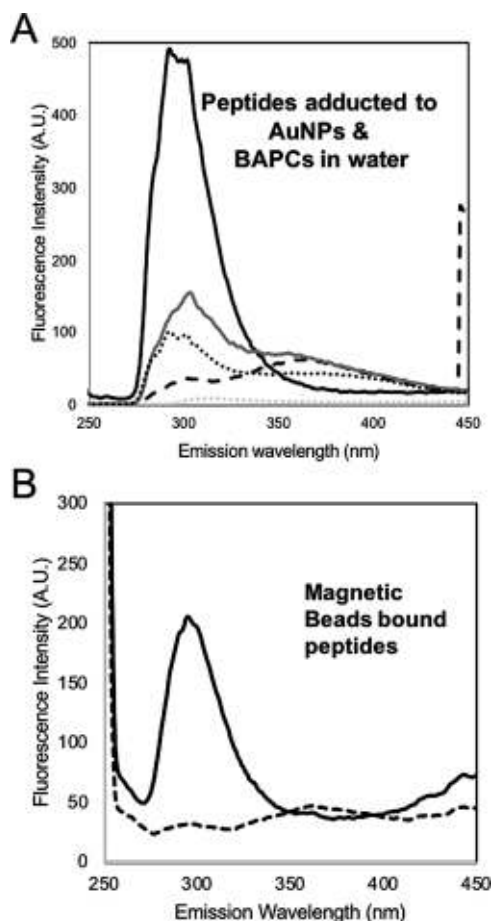 A
500
400
300
200
100
0
Fluorescence Instensity (A.U.)
Peptides adducted to
AuNPs &
BAPCs in water
250 300 350 400 450
Emission wavelength (nm)
B
300
250
200
150
100
50
0
Fluorescence Intensity (A.U.)
Magnetic
Beads bound
peptides
250 300 350 400 450
Emission Wavelength (nm)